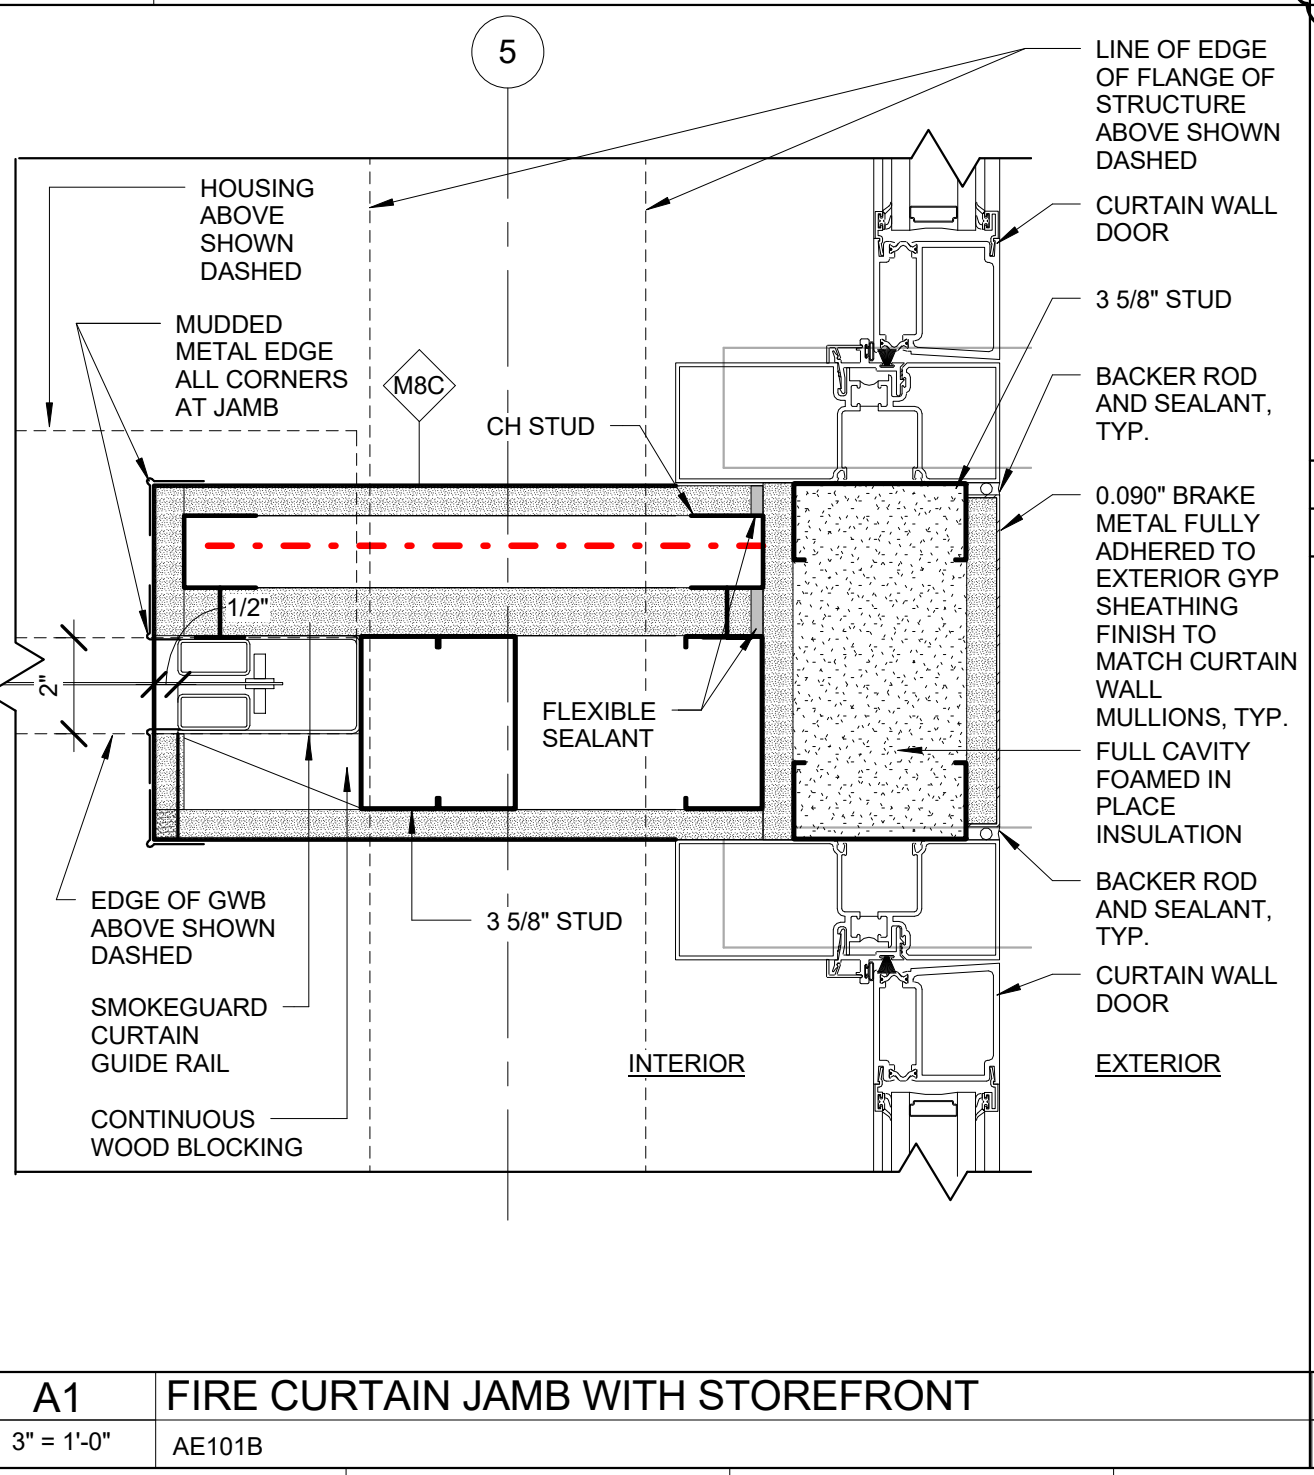 5
LINE OF EDGE
OF FLANGE OF
STRUCTURE
ABOVE SHOWN
DASHED
HOUSING
ABOVE
SHOWN
DASHED
CURTAIN WALL
DOOR
3 5/8" STUD
MUDDED
METAL EDGE
ALL CORNERS
AT JAMB
M8C
CH STUD
BACKER ROD
AND SEALANT,
TYP.
0.090" BRAKE
METAL FULLY
ADHERED TO
EXTERIOR GYP
SHEATHING
FINISH TO
MATCH CURTAIN
WALL
MULLIONS, TYP.
1/2"
2"
FLEXIBLE
SEALANT
FULL CAVITY
FOAMED IN
PLACE
INSULATION
EDGE OF GWB
ABOVE SHOWN
DASHED
3 5/8" STUD
BACKER ROD
AND SEALANT,
TYP.
SMOKEGUARD
CURTAIN
GUIDE RAIL
CURTAIN WALL
DOOR
INTERIOR
EXTERIOR
CONTINUOUS
WOOD BLOCKING
A1
FIRE CURTAIN JAMB WITH STOREFRONT
3" = 1'-0"
AE101B